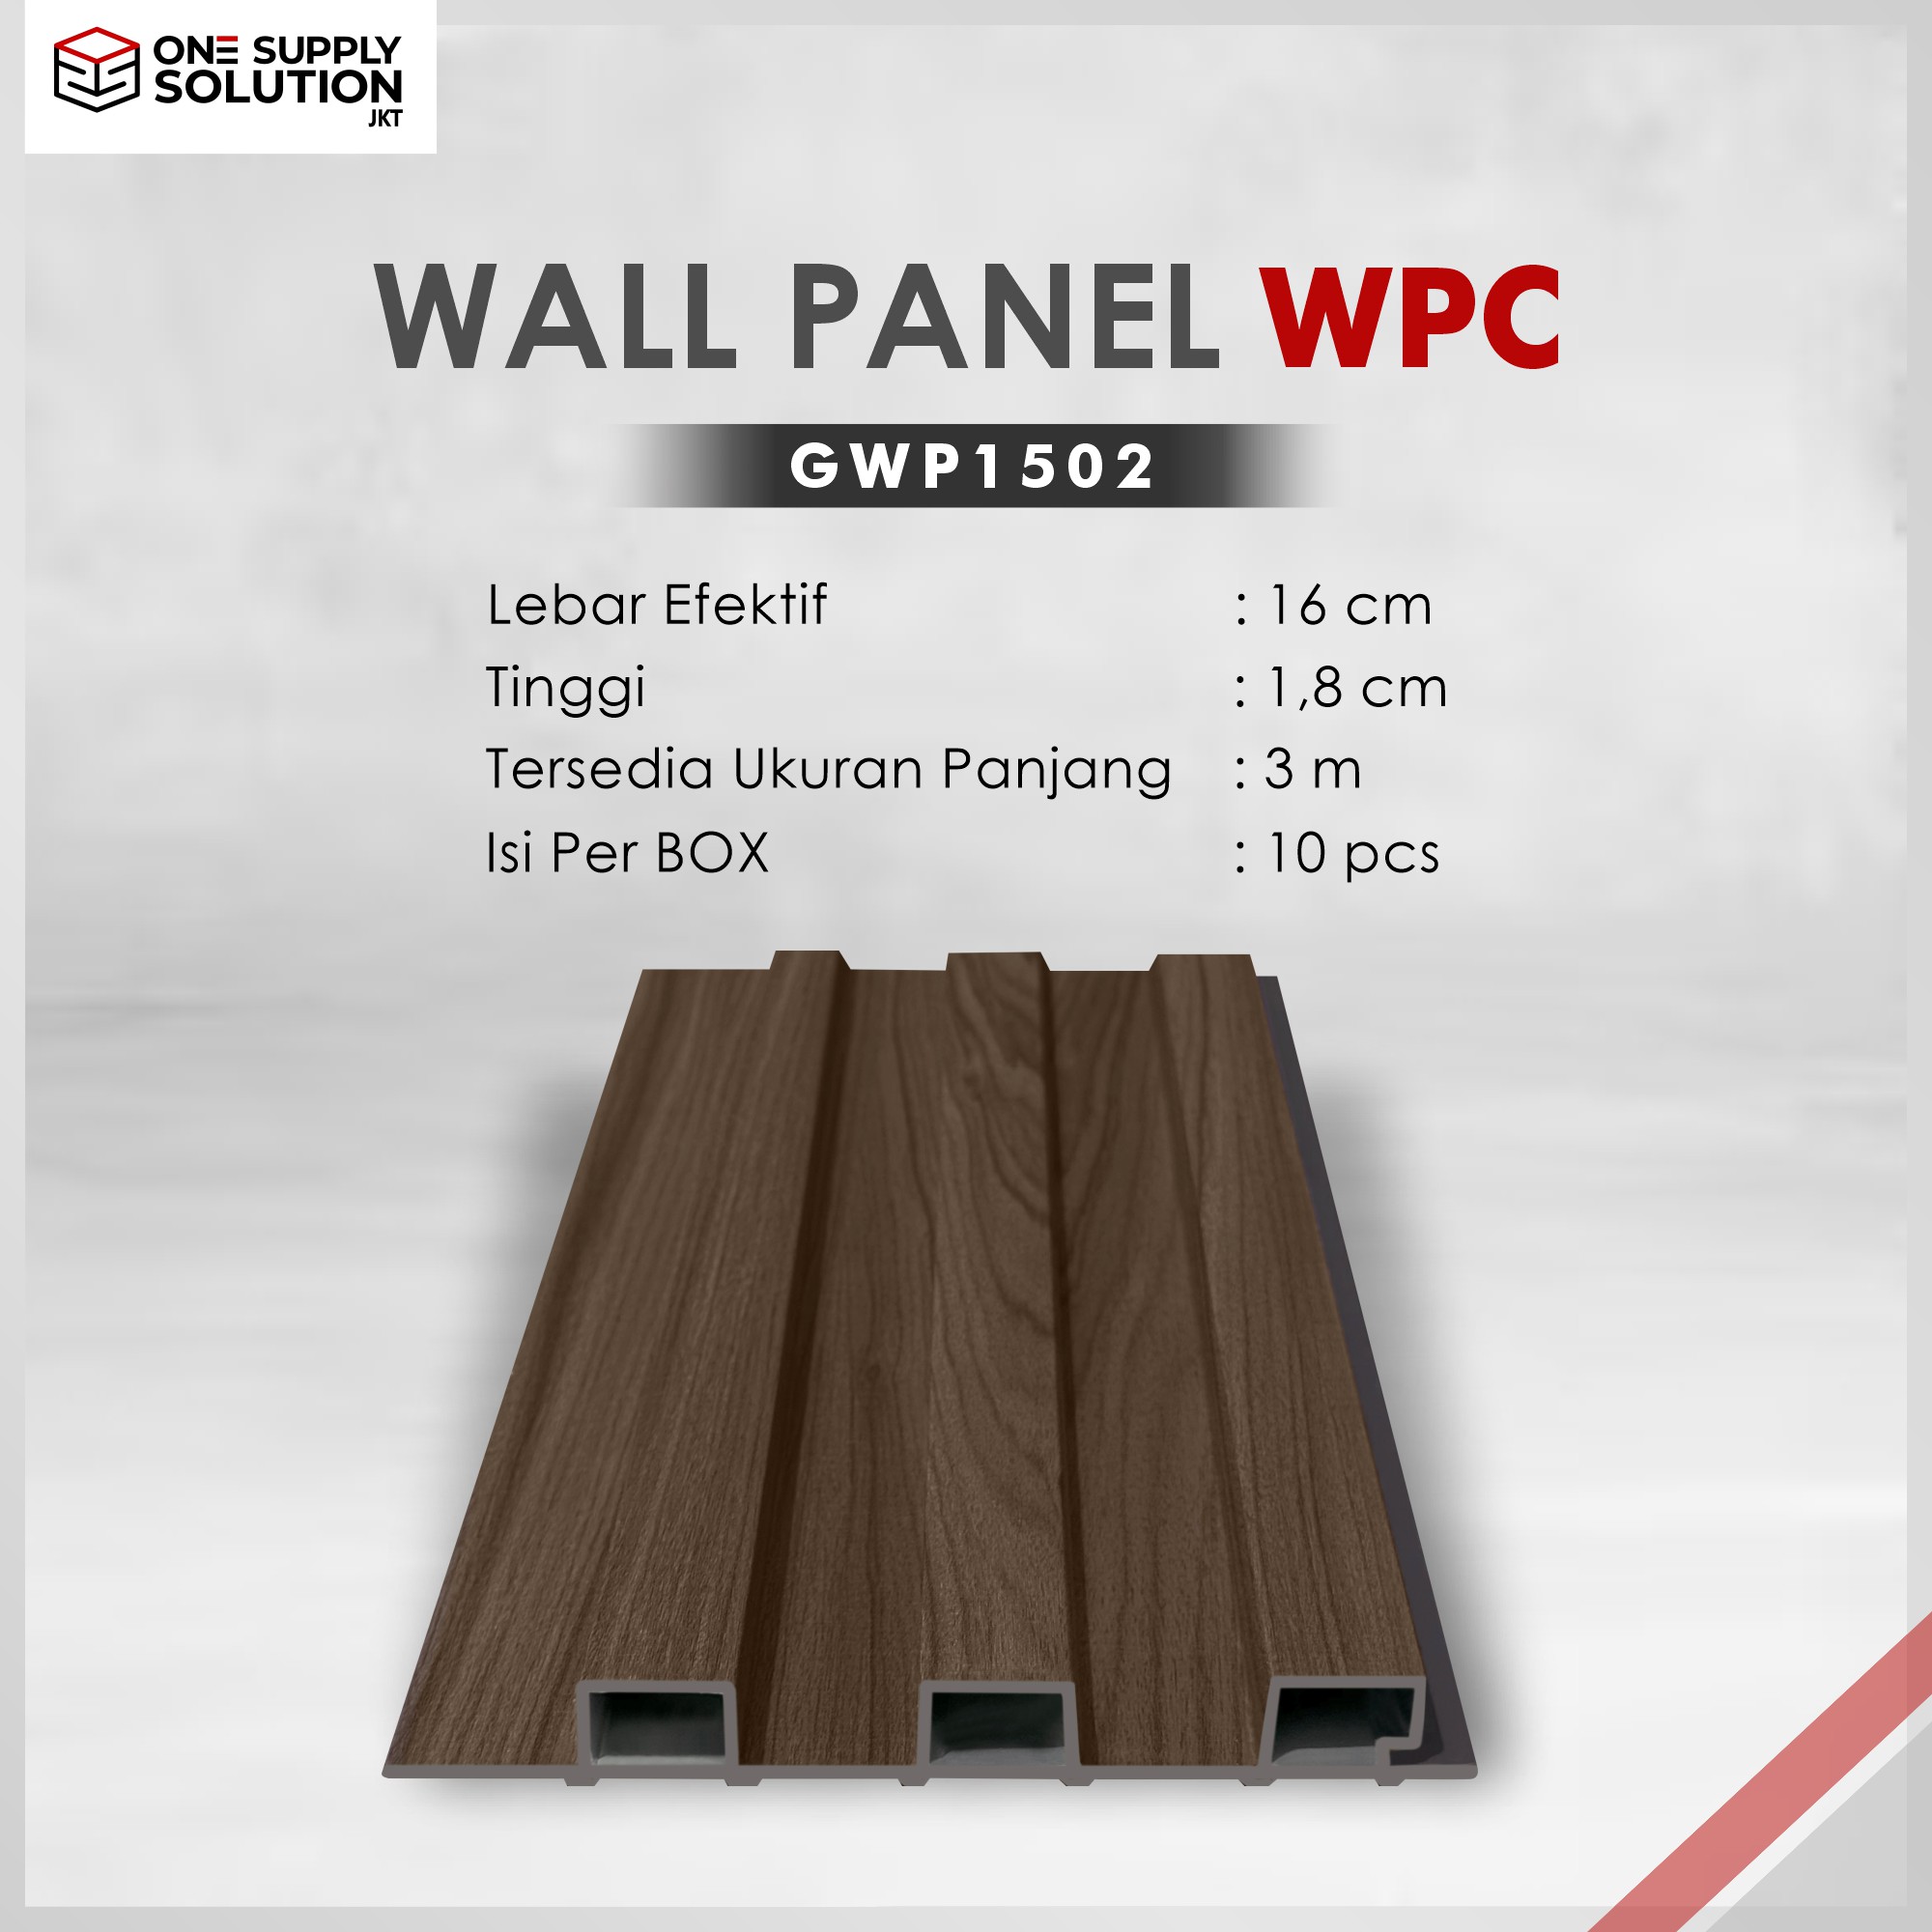 ONE SUPPLY
SOLUTION
JKT
WALL PANEL WPC
GWP1502
Lebar Efektif : 16 cm
Tinggi : 1,8 cm
Tersedia Ukuran Panjang : 3 m
Isi Per BOX : 10 pcs